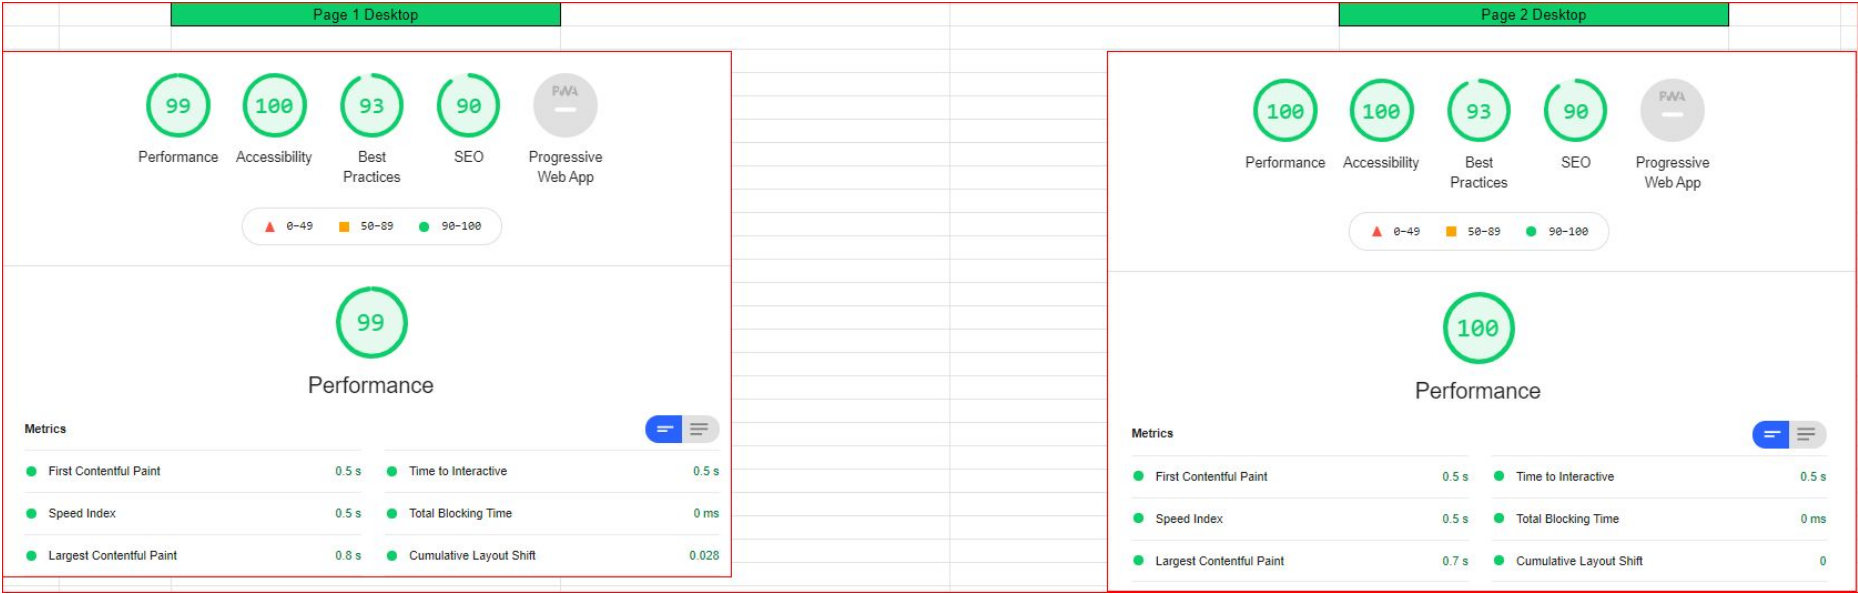 Page 1 Desktop
99
100
93
90
PWA
Performance
Accessibility
Best
Practices
SEO
Progressive
Web App
0-49
50-89
90-100
99
Performance
Metrics
First Contentful Paint 0.5 s
Time to Interactive 0.5 s
Speed Index 0.5 s
Total Blocking Time 0 ms
Largest Contentful Paint 0.8 s
Cumulative Layout Shift 0.028
Page 2 Desktop
100
100
93
90
PWA
Performance
Accessibility
Best
Practices
SEO
Progressive
Web App
0-49
50-89
90-100
100
Performance
Metrics
First Contentful Paint 0.5 s
Time to Interactive 0.5 s
Speed Index 0.5 s
Total Blocking Time 0 ms
Largest Contentful Paint 0.7 s
Cumulative Layout Shift 0